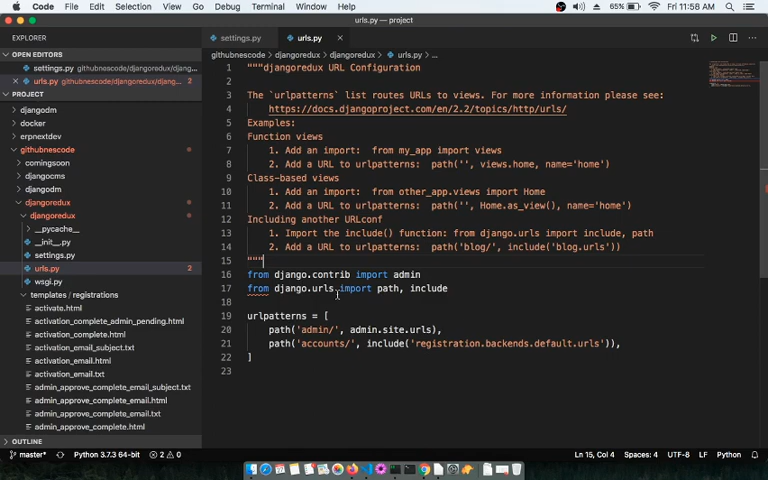 Code File Edit Selection View Go Debug Terminal Window Help 65% Fri 11:58 AM
urls.py — project
EXPLORER
settings.py urls.py ×
OPEN EDITORS
settings.py githubnescode/djangoredux/djang...
× urls.py githubnescode/djangoredux/djang... 2
PROJECT
djangodm
docker
erpnextdev
githubnescode
comingsoon
djangocms
djangodm
djangoredux
djangoredux
__pycache__
__init__.py
settings.py
urls.py 2
wsgi.py
templates / registrations
activate.html
activation_complete_admin_pending.html
activation_complete.html
activation_email_subject.txt
activation_email.html
activation_email.txt
admin_approve_complete_email_subject.txt
admin_approve_complete_email.html
admin_approve_complete_email.txt
admin_approve_complete.html
OUTLINE
githubnescode › djangoredux › djangoredux › urls.py › ...
1 """djangoredux URL Configuration
2
3 The `urlpatterns` list routes URLs to views. For more information please see:
4 https://docs.djangoproject.com/en/2.2/topics/http/urls/
5 Examples:
6 Function views
7 1. Add an import:  from my_app import views
8 2. Add a URL to urlpatterns:  path('', views.home, name='home')
9 Class-based views
10 1. Add an import:  from other_app.views import Home
11 2. Add a URL to urlpatterns:  path('', Home.as_view(), name='home')
12 Including another URLconf
13 1. Import the include() function: from django.urls import include, path
14 2. Add a URL to urlpatterns:  path('blog/', include('blog.urls'))
15 """
16 from django.contrib import admin
17 from django.urls import path, include
18
19 urlpatterns = [
20 path('admin/', admin.site.urls),
21 path('accounts/', include('registration.backends.default.urls')),
22 ]
23
master* Python 3.7.3 64-bit 2 0 Ln 15, Col 4 Spaces: 4 UTF-8 LF Python